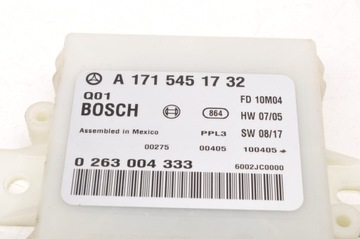 A 171 545 17 32
Q01
FD 10M04
BOSCH
864
HW 07/05
Assembled in Mexico
PPL3
SW 08/17
00275
00405
100405
0 263 004 333
6002JC0000